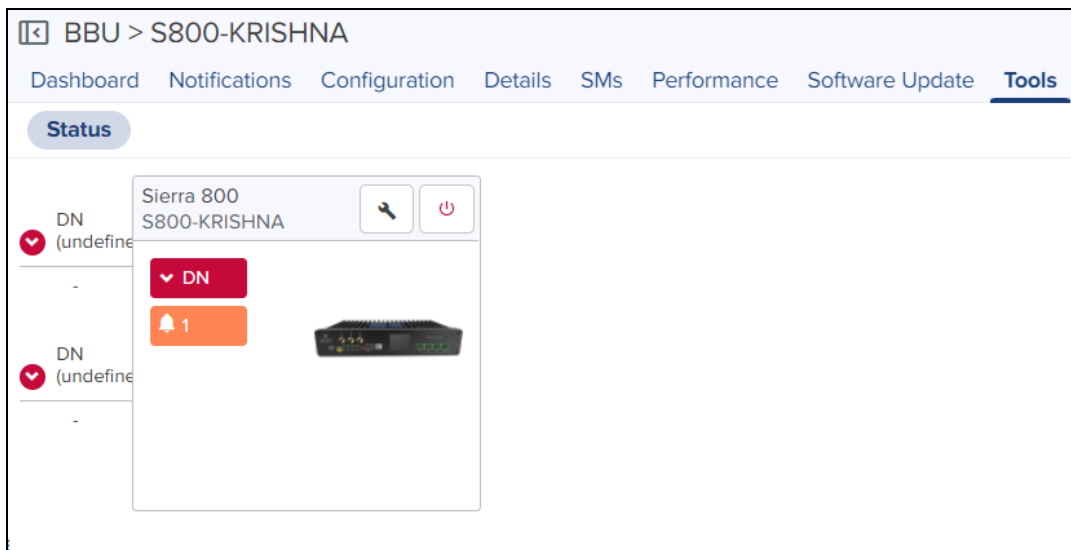 BBU > S800-KRISHNA
Dashboard Notifications Configuration Details SMs Performance Software Update Tools
Status
DN
(undefine
-
DN
(undefine
-
Sierra 800
S800-KRISHNA
DN
1